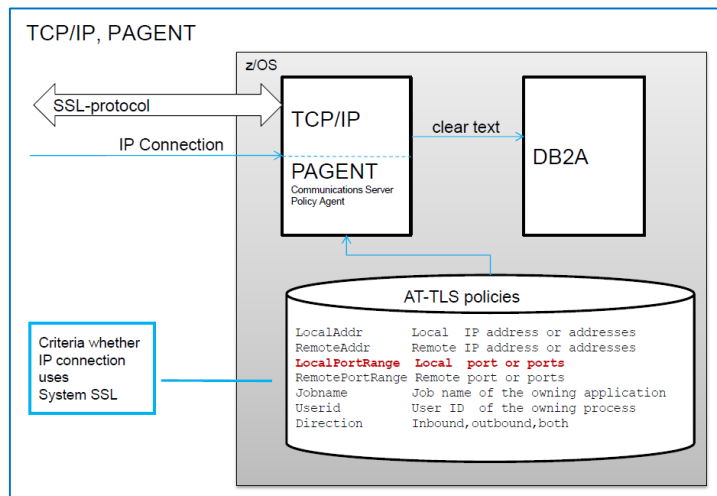 TCP/IP, PAGENT
z/OS
SSL-protocol
TCP/IP
clear text
IP Connection
PAGENT
Communications Server
Policy Agent
DB2A
AT-TLS policies
LocalAddr Local IP address or addresses
RemoteAddr Remote IP address or addresses
LocalPortRange Local port or ports
RemotePortRange Remote port or ports
Jobname Job name of the owning application
Userid User ID of the owning process
Direction Inbound,outbound,both
Criteria whether
IP connection
uses
System SSL